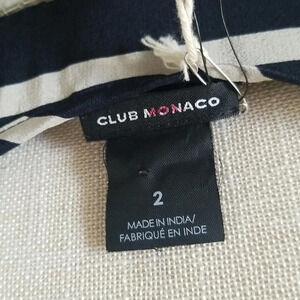 CLUB MONACO
2
MADE IN INDIA/
FABRIQUÉ EN INDE